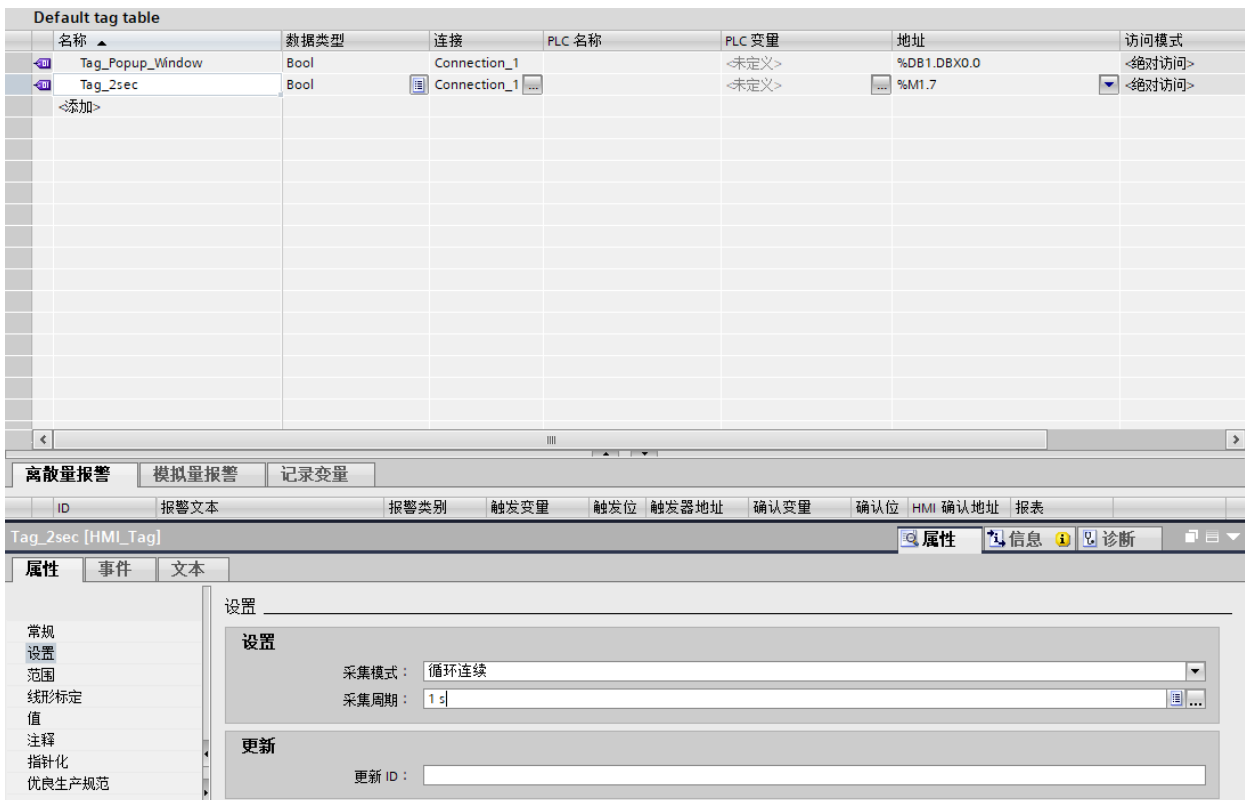 Default tag table
名称 数据类型 连接 PLC 名称 PLC 变量 地址 访问模式
Tag_Popup_Window Bool Connection_1 <未定义> %DB1.DBX0.0 <绝对访问>
Tag_2sec Bool Connection_1 ... <未定义> ... %M1.7 <绝对访问>
<添加>
离散量报警 模拟量报警 记录变量
ID 报警文本 报警类别 触发变量 触发位 触发器地址 确认变量 确认位 HMI 确认地址 报表
Tag_2sec [HMI_Tag] 属性 信息 诊断
属性 事件 文本
设置
常规
设置
设置
范围
采集模式： 循环连续
线形标定
采集周期： 1 s ...
值
注释
更新
指针化
更新 ID：
优良生产规范